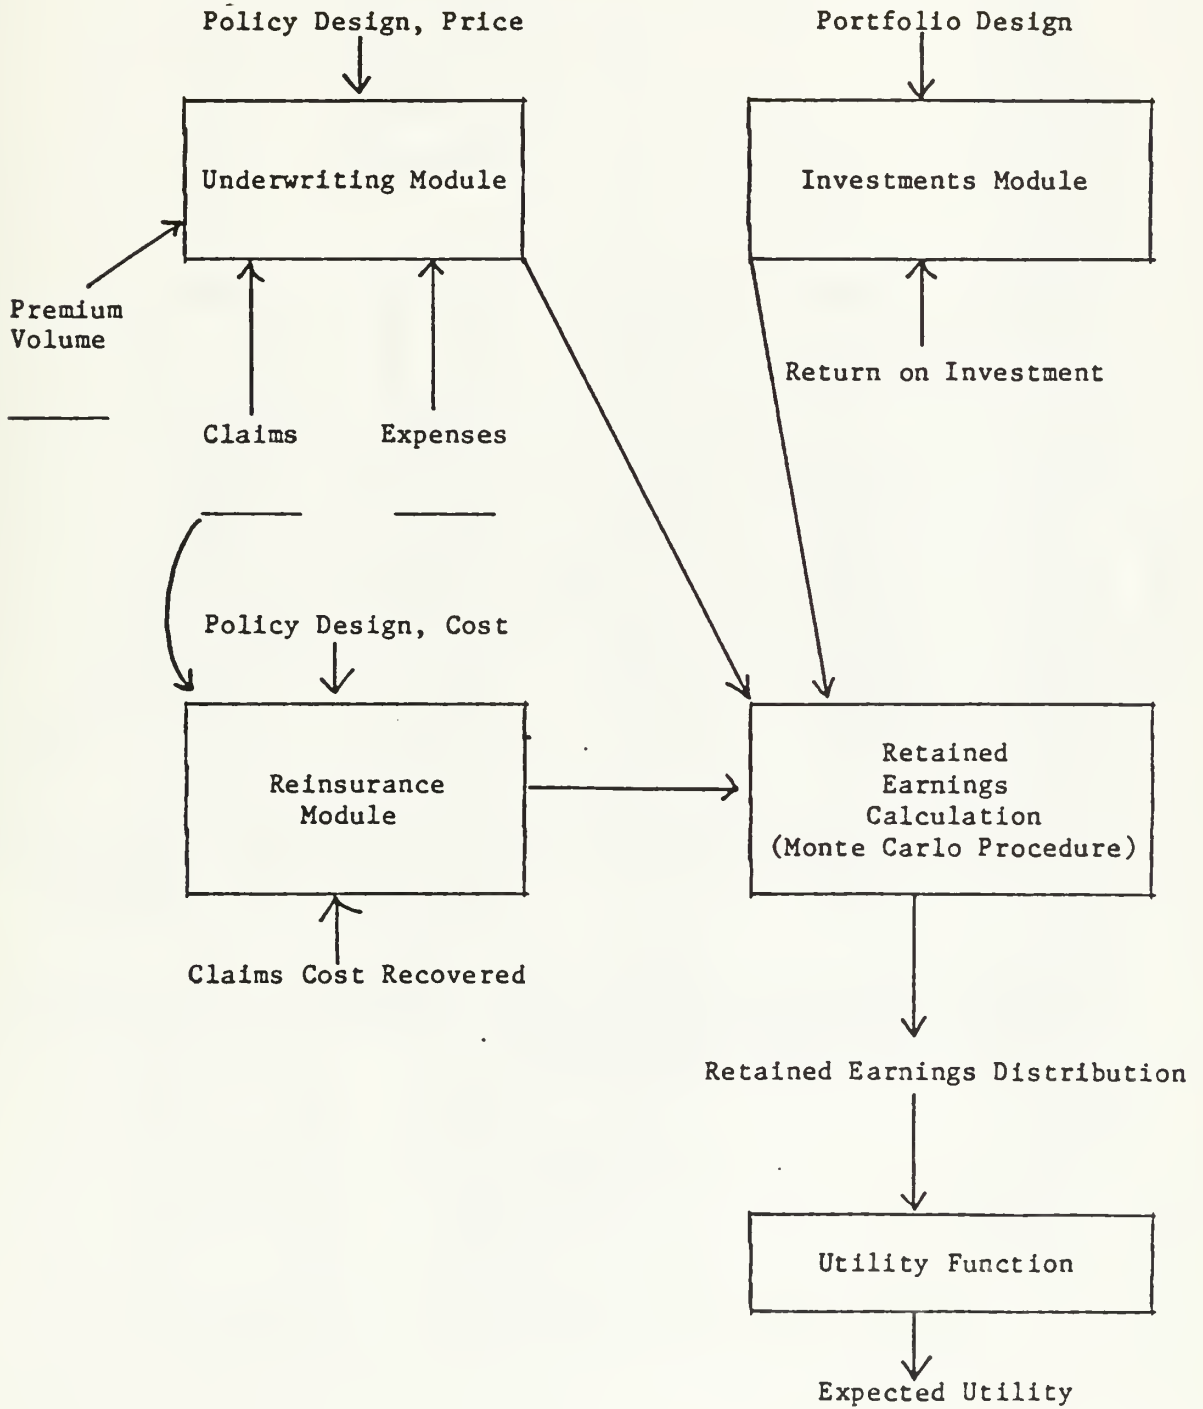 Policy Design, Price
Portfolio Design
Underwriting Module
Investments Module
Premium
Volume
Return on Investment
Claims
Expenses
Policy Design, Cost
Reinsurance
Module
Retained
Earnings
Calculation
(Monte Carlo Procedure)
Claims Cost Recovered
Retained Earnings Distribution
Utility Function
Expected Utility